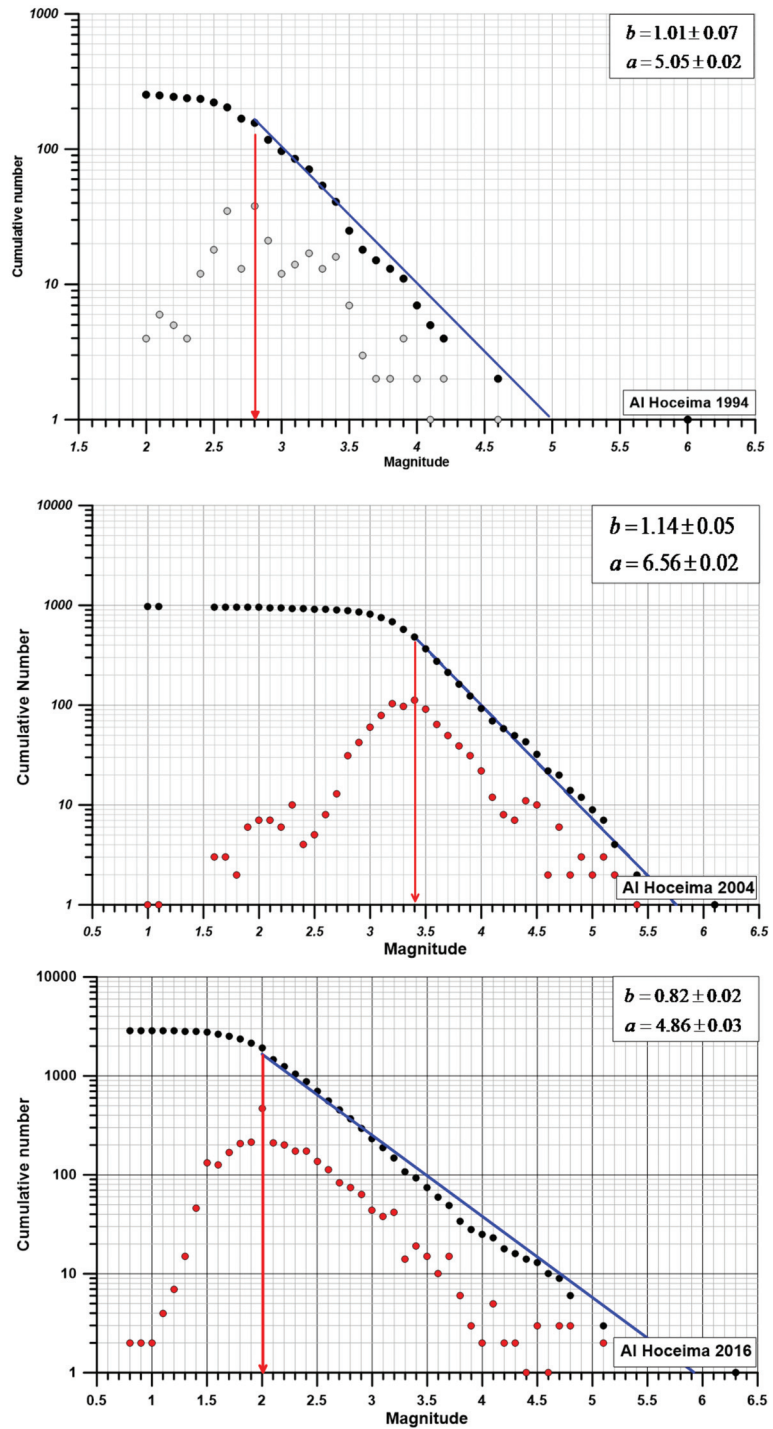 1000
b = 1.01 ± 0.07
a = 5.05 ± 0.02
100
Cumulative number
10
Al Hoceima 1994
1
1.5 2 2.5 3.0 3.5 4.0 4.5 5.0 5.5 6.0 6.5
Magnitude
10000
b = 1.14 ± 0.05
a = 6.56 ± 0.02
1000
Cumulative Number
100
10
Al Hoceima 2004
1
0.5 1 1.5 2 2.5 3 3.5 4 4.5 5 5.5 6 6.5
Magnitude
10000
b = 0.82 ± 0.02
a = 4.86 ± 0.03
1000
Cumulative number
100
10
Al Hoceima 2016
1
0.5 1 1.5 2 2.5 3 3.5 4 4.5 5 5.5 6 6.5
Magnitude